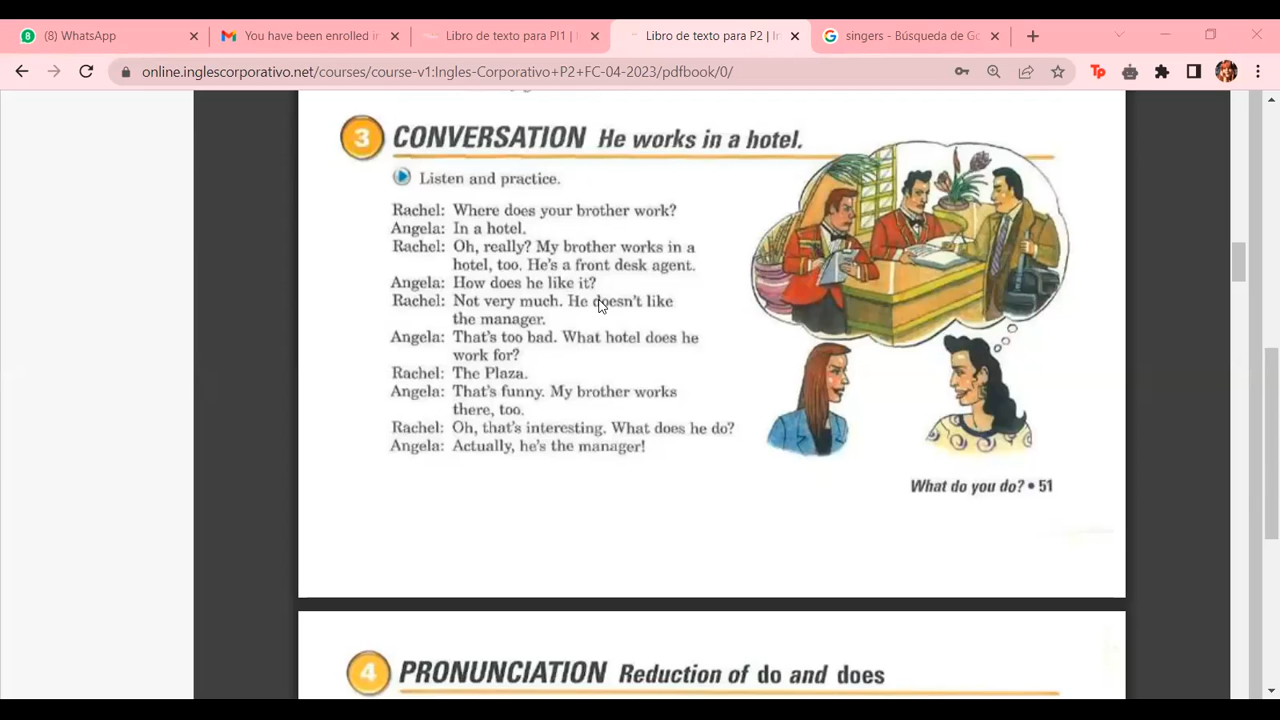 (8) WhatsApp
You have been enrolled in
Libro de texto para PI1 |
Libro de texto para P2 | In
singers - Búsqueda de Go
online.inglescorporativo.net/courses/course-v1:Ingles-Corporativo+P2+FC-04-2023/pdfbook/0/
3 CONVERSATION He works in a hotel.
Listen and practice.
Rachel: Where does your brother work?
Angela: In a hotel.
Rachel: Oh, really? My brother works in a
hotel, too. He's a front desk agent.
Angela: How does he like it?
Rachel: Not very much. He doesn't like
the manager.
Angela: That's too bad. What hotel does he
work for?
Rachel: The Plaza.
Angela: That's funny. My brother works
there, too.
Rachel: Oh, that's interesting. What does he do?
Angela: Actually, he's the manager!
What do you do? • 51
4 PRONUNCIATION Reduction of do and does